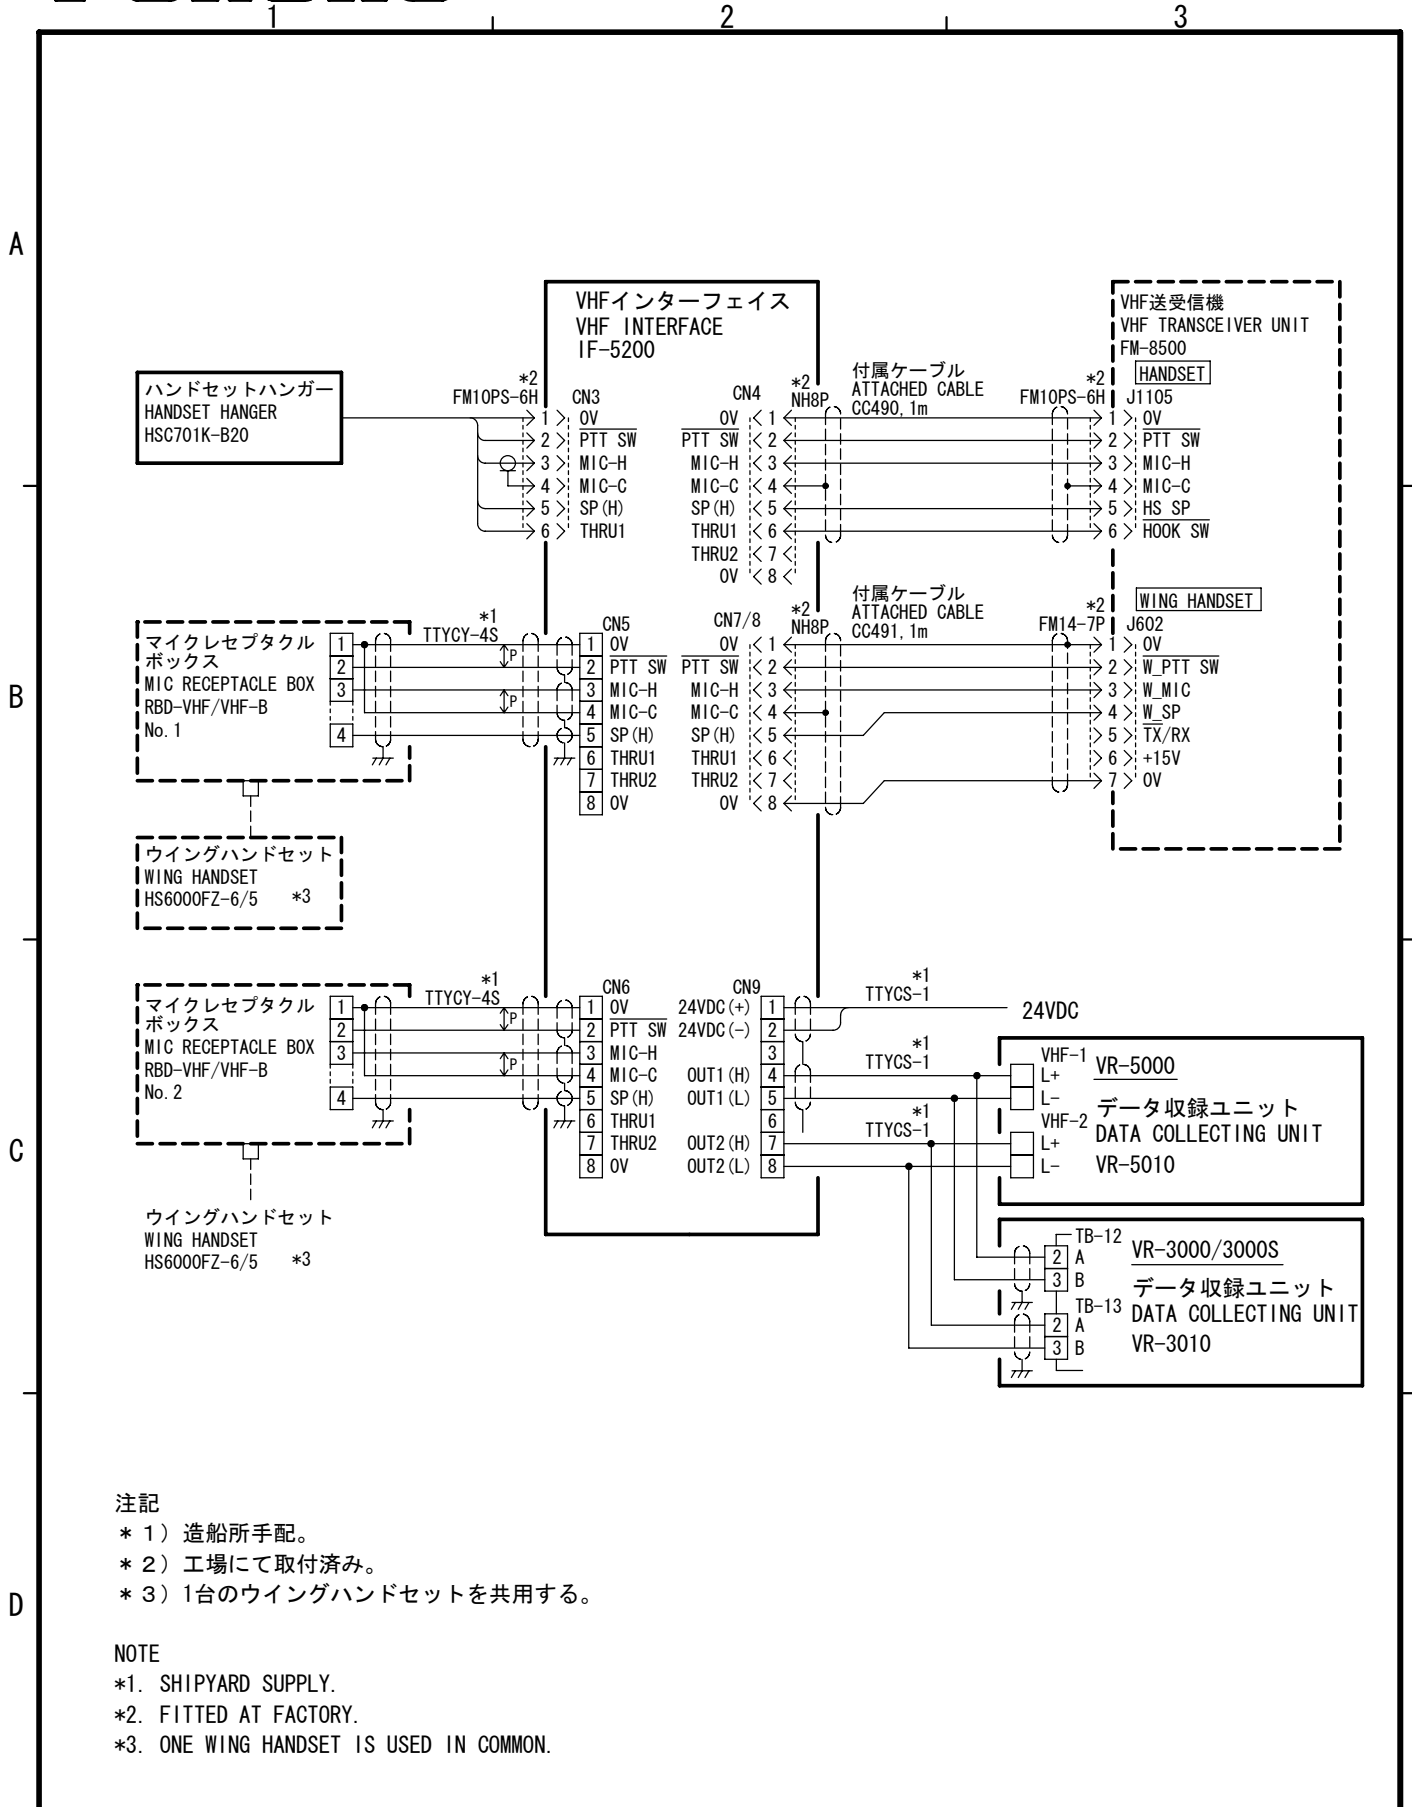 1 2 3
A
B
C
D
VHFインターフェイス
VHF INTERFACE
IF-5200
VHF送受信機
VHF TRANSCEIVER UNIT
FM-8500
HANDSET
ハンドセットハンガー
HANDSET HANGER
HSC701K-B20
*2
FM10PS-6H
CN3
1 0V
2 PTT SW
3 MIC-H
4 MIC-C
5 SP(H)
6 THRU1
CN4
*2
NH8P
0V 1
PTT SW 2
MIC-H 3
MIC-C 4
SP(H) 5
THRU1 6
THRU2 7
0V 8
付属ケーブル
ATTACHED CABLE
CC490,1m
*2
FM10PS-6H
J1105
1 0V
2 PTT SW
3 MIC-H
4 MIC-C
5 HS SP
6 HOOK SW
マイクレセプタクル
ボックス
MIC RECEPTACLE BOX
RBD-VHF/VHF-B
No.1
1
2
3
4
*1
TTYCY-4S
P
P
CN5
1 0V
2 PTT SW
3 MIC-H
4 MIC-C
5 SP(H)
6 THRU1
7 THRU2
8 0V
CN7/8
*2
NH8P
0V 1
PTT SW 2
MIC-H 3
MIC-C 4
SP(H) 5
THRU1 6
THRU2 7
0V 8
付属ケーブル
ATTACHED CABLE
CC491,1m
WING HANDSET
*2
FM14-7P
J602
1 0V
2 W_PTT SW
3 W_MIC
4 W_SP
5 TX/RX
6 +15V
7 0V
ウイングハンドセット
WING HANDSET
HS6000FZ-6/5 *3
マイクレセプタクル
ボックス
MIC RECEPTACLE BOX
RBD-VHF/VHF-B
No.2
1
2
3
4
*1
TTYCY-4S
P
P
CN6
1 0V
2 PTT SW
3 MIC-H
4 MIC-C
5 SP(H)
6 THRU1
7 THRU2
8 0V
CN9
24VDC(+) 1
24VDC(-) 2
3
OUT1(H) 4
OUT1(L) 5
6
OUT2(H) 7
OUT2(L) 8
*1
TTYCS-1
24VDC
*1
TTYCS-1
*1
TTYCS-1
VHF-1
L+
L-
VHF-2
L+
L-
VR-5000
データ収録ユニット
DATA COLLECTING UNIT
VR-5010
ウイングハンドセット
WING HANDSET
HS6000FZ-6/5 *3
TB-12
2 A
3 B
TB-13
2 A
3 B
VR-3000/3000S
データ収録ユニット
DATA COLLECTING UNIT
VR-3010
注記
*１）造船所手配。
*２）工場にて取付済み。
*３）1台のウイングハンドセットを共用する。
NOTE
*1. SHIPYARD SUPPLY.
*2. FITTED AT FACTORY.
*3. ONE WING HANDSET IS USED IN COMMON.